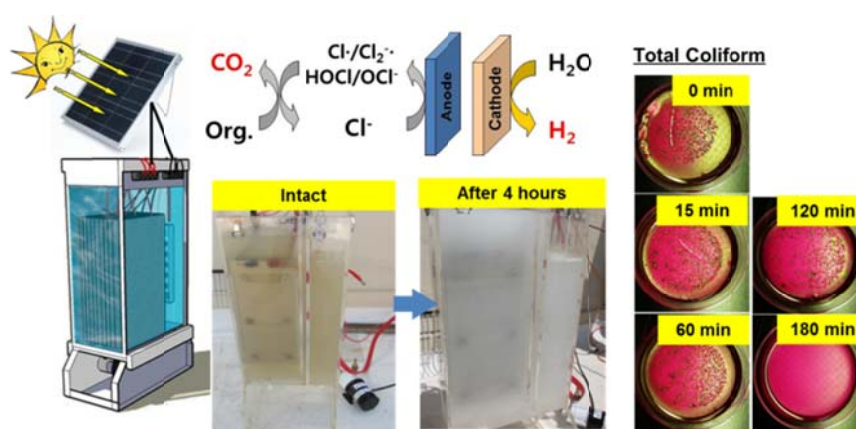 CO2
Org.
Cl·/Cl2-·
HOCl/OCl-
Cl-
Anode
Cathode
H2O
H2
Intact
After 4 hours
Total Coliform
0 min
15 min
120 min
60 min
180 min